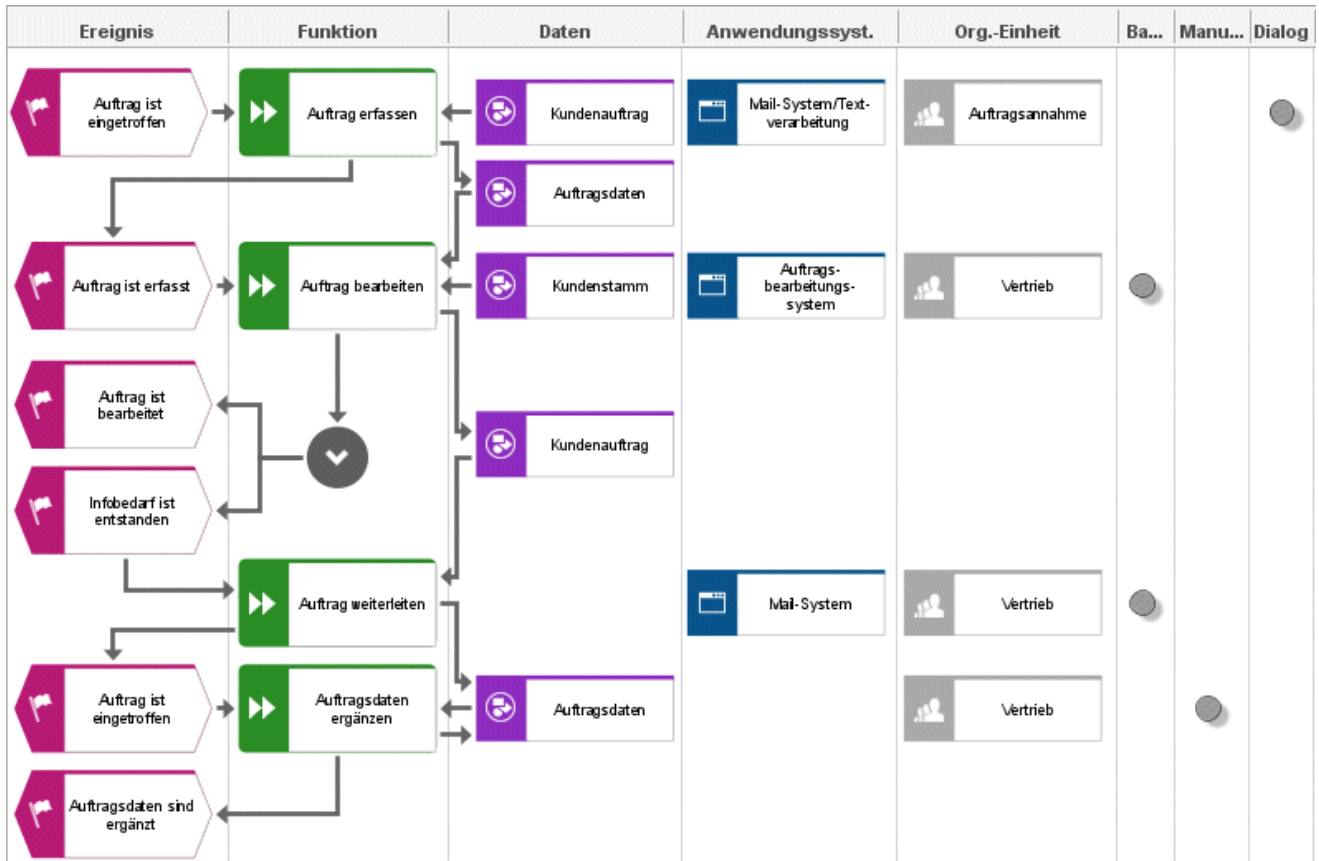 Ereignis
Funktion
Daten
Anwendungssyst.
Org.-Einheit
Ba...
Manu...
Dialog
Auftrag ist
eingetroffen
Auftrag erfassen
Kundenauftrag
Mail-System/Text-
verarbeitung
Auftragsannahme
Auftragsdaten
Auftrag ist erfasst
Auftrag bearbeiten
Kundenstamm
Auftrags-
bearbeitungs-
system
Vertrieb
Auftrag ist
bearbeitet
Kundenauftrag
Infobedarf ist
entstanden
Auftrag weiterleiten
Mail-System
Vertrieb
Auftrag ist
eingetroffen
Auftragsdaten
ergänzen
Auftragsdaten
Vertrieb
Auftragsdaten sind
ergänzt